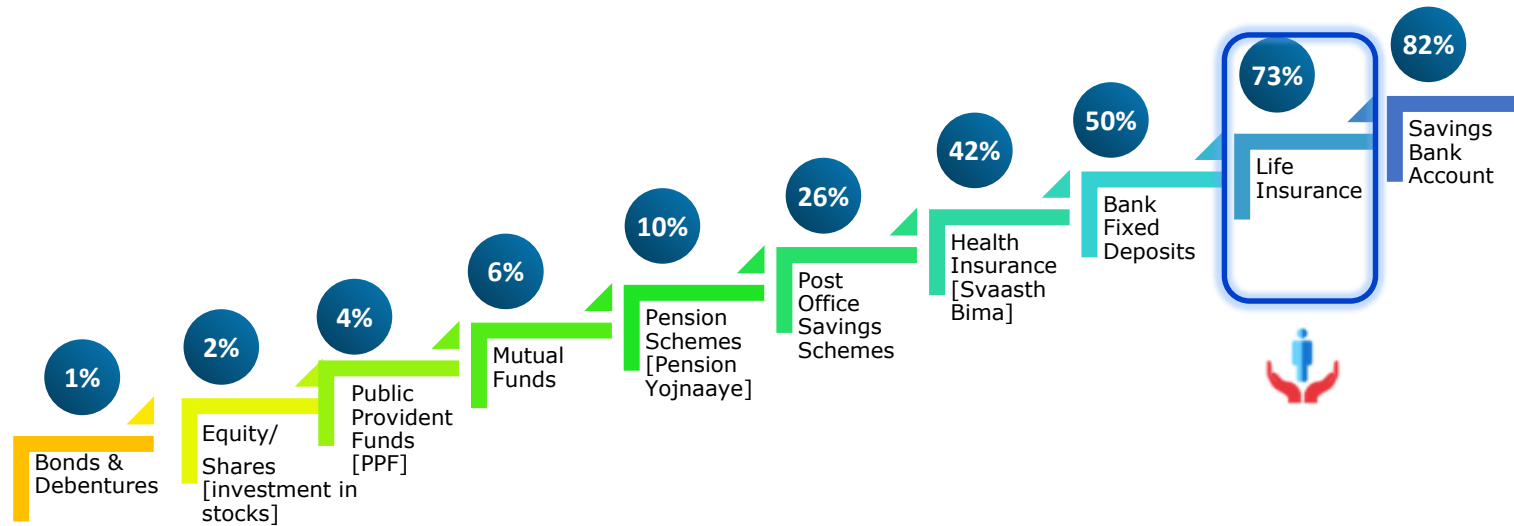 1%
Bonds &
Debentures
2%
Equity/
Shares
[investment in
stocks]
4%
Public
Provident
Funds
[PPF]
6%
Mutual
Funds
10%
Pension
Schemes
[Pension
Yojnaaye]
26%
Post
Office
Savings
Schemes
42%
Health
Insurance
[Svaasth
Bima]
50%
Bank
Fixed
Deposits
73%
Life
Insurance
82%
Savings
Bank
Account